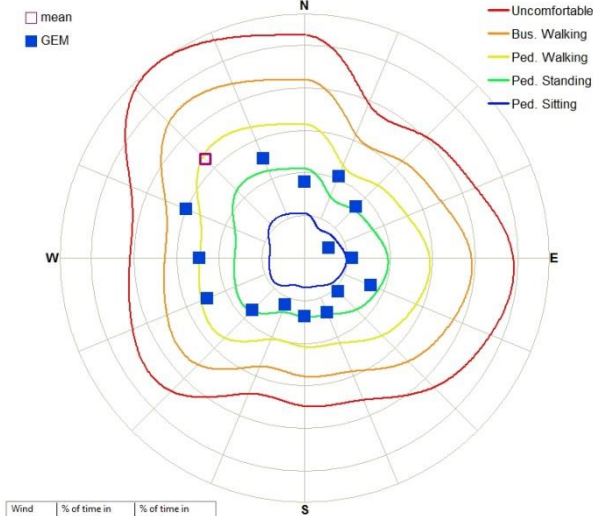 N
mean
GEM
Uncomfortable
Bus. Walking
Ped. Walking
Ped. Standing
Ped. Sitting
W
E
S
Wind % of time in % of time in